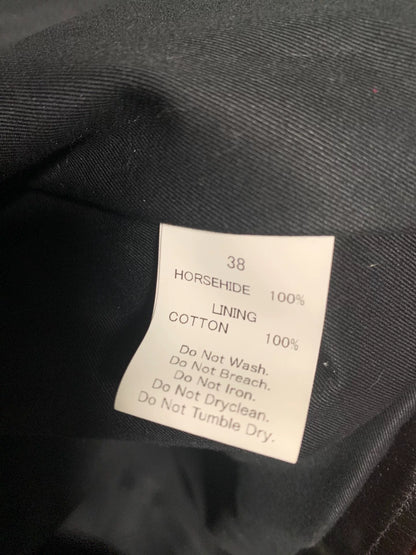 38
HORSEHIDE 100%
LINING
COTTON 100%
Do Not Wash.
Do Not Breach.
Do Not Iron.
Do Not Dryclean.
Do Not Tumble Dry.